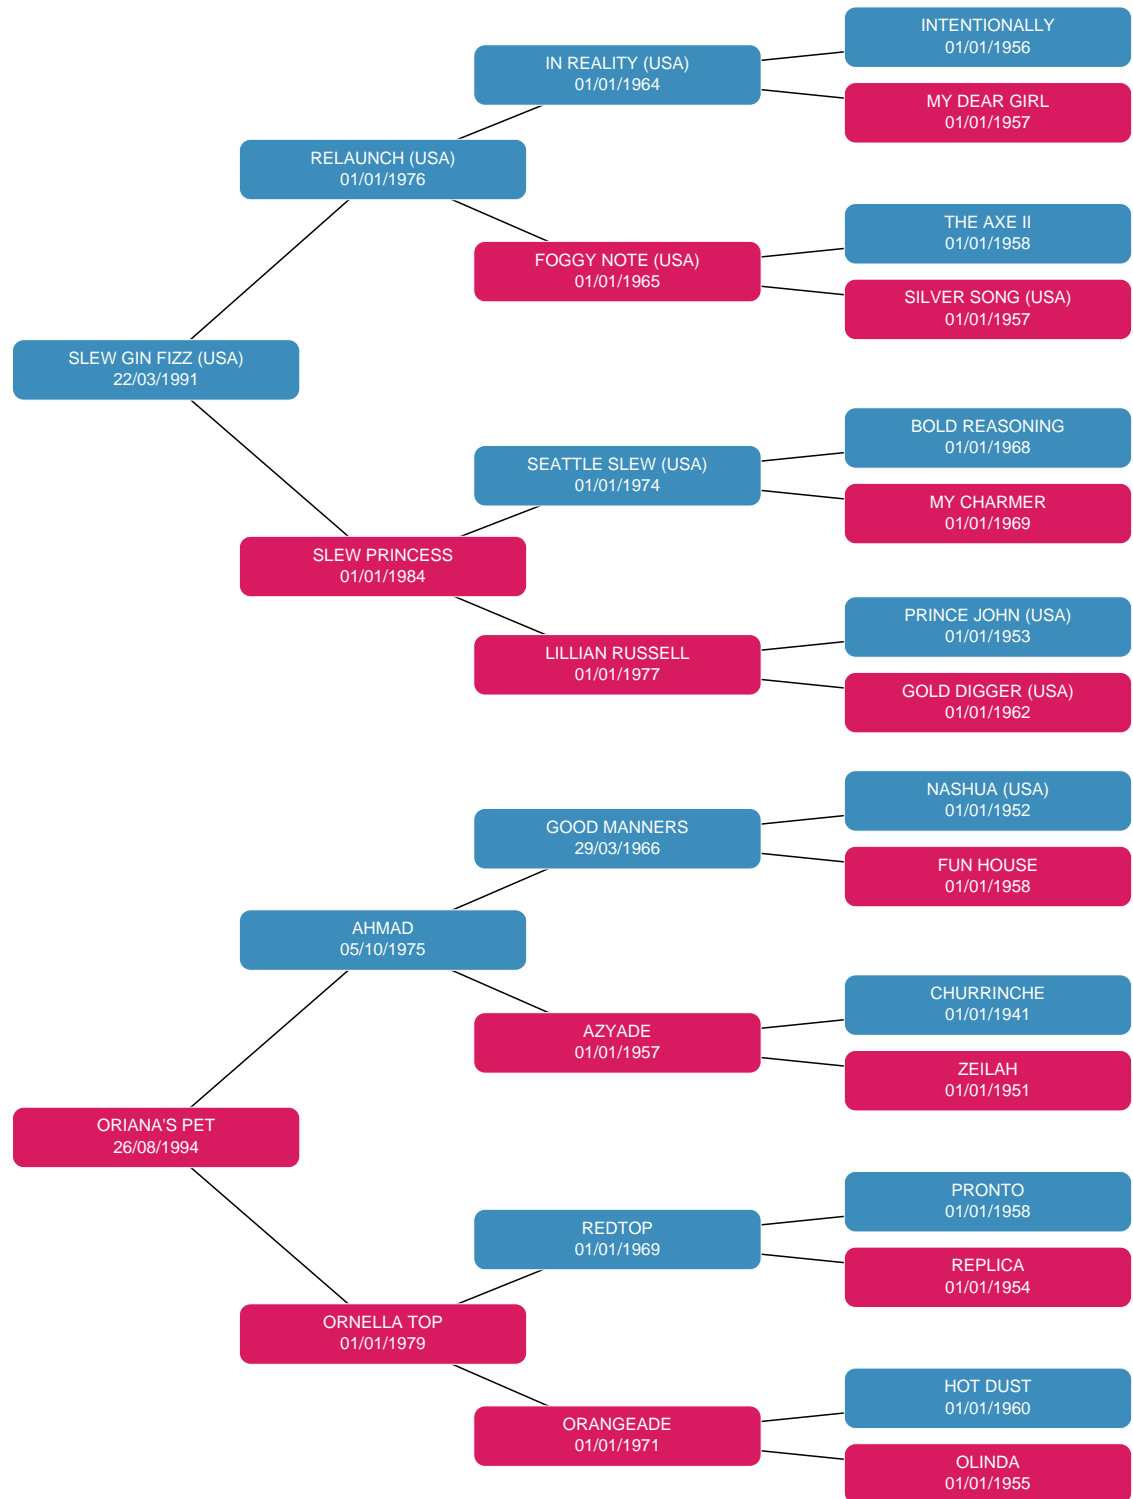 INTENTIONALLY
01/01/1956
IN REALITY (USA)
01/01/1964
MY DEAR GIRL
01/01/1957
RELAUNCH (USA)
01/01/1976
THE AXE II
01/01/1958
FOGGY NOTE (USA)
01/01/1965
SILVER SONG (USA)
01/01/1957
SLEW GIN FIZZ (USA)
22/03/1991
BOLD REASONING
01/01/1968
SEATTLE SLEW (USA)
01/01/1974
MY CHARMER
01/01/1969
SLEW PRINCESS
01/01/1984
PRINCE JOHN (USA)
01/01/1953
LILLIAN RUSSELL
01/01/1977
GOLD DIGGER (USA)
01/01/1962
NASHUA (USA)
01/01/1952
GOOD MANNERS
29/03/1966
FUN HOUSE
01/01/1958
AHMAD
05/10/1975
CHURRINCHE
01/01/1941
AZYADE
01/01/1957
ZEILAH
01/01/1951
ORIANA'S PET
26/08/1994
PRONTO
01/01/1958
REDTOP
01/01/1969
REPLICA
01/01/1954
ORNELLA TOP
01/01/1979
HOT DUST
01/01/1960
ORANGEADE
01/01/1971
OLINDA
01/01/1955